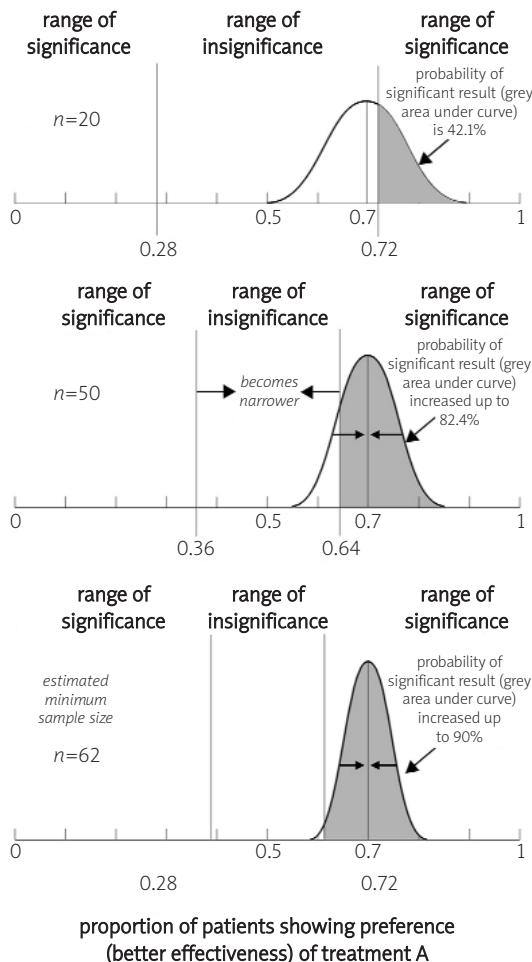 range of significance
range of insignificance
range of significance
n=20
probability of
significant result (grey
area under curve)
is 42.1%
0
0.5
0.7
1
0.28
0.72
range of significance
range of insignificance
range of significance
n=50
becomes
narrower
probability of
significant result (grey
area under curve)
increased up to
82.4%
0
0.5
0.7
1
0.36
0.64
range of significance
range of insignificance
range of significance
estimated
minimum
sample size
n=62
probability of
significant result (grey
area under curve)
increased up
to 90%
0
0.5
0.7
1
0.28
0.72
proportion of patients showing preference
(better effectiveness) of treatment A